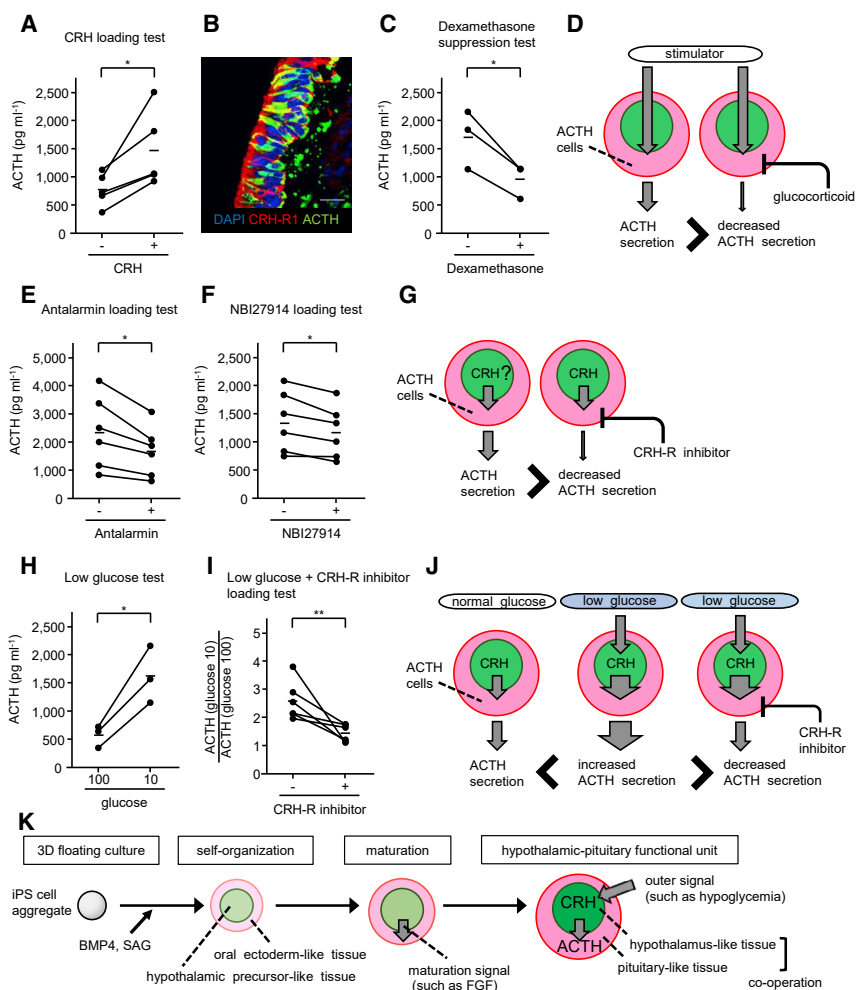 A
CRH loading test
*
ACTH (pg ml-1)
2,500
2,000
1,500
1,000
500
0
- +
CRH
B
DAPI CRH-R1 ACTH
C
Dexamethasone
suppression test
*
ACTH (pg ml-1)
2,500
2,000
1,500
1,000
500
0
- +
Dexamethasone
D
stimulator
ACTH
cells
glucocorticoid
ACTH
secretion
decreased
ACTH secretion
E
Antalarmin loading test
*
ACTH (pg ml-1)
5,000
4,000
3,000
2,000
1,000
0
- +
Antalarmin
F
NBI27914 loading test
*
ACTH (pg ml-1)
2,500
2,000
1,500
1,000
500
0
- +
NBI27914
G
CRH? CRH
ACTH
cells
CRH-R inhibitor
ACTH
secretion
decreased
ACTH secretion
H
Low glucose test
*
ACTH (pg ml-1)
2,500
2,000
1,500
1,000
500
0
100 10
glucose
I
Low glucose + CRH-R inhibitor
loading test
**
ACTH (glucose 10)
ACTH (glucose 100)
6
5
4
3
2
1
0
- +
CRH-R inhibitor
J
normal glucose low glucose low glucose
ACTH
cells
CRH CRH CRH
CRH-R
inhibitor
ACTH
secretion
increased
ACTH secretion
decreased
ACTH secretion
K
3D floating culture self-organization maturation hypothalamic-pituitary functional unit
iPS cell
aggregate
BMP4, SAG
oral ectoderm-like tissue
hypothalamic precursor-like tissue
maturation signal
(such as FGF)
CRH
ACTH
outer signal
(such as hypoglycemia)
hypothalamus-like tissue
pituitary-like tissue
co-operation